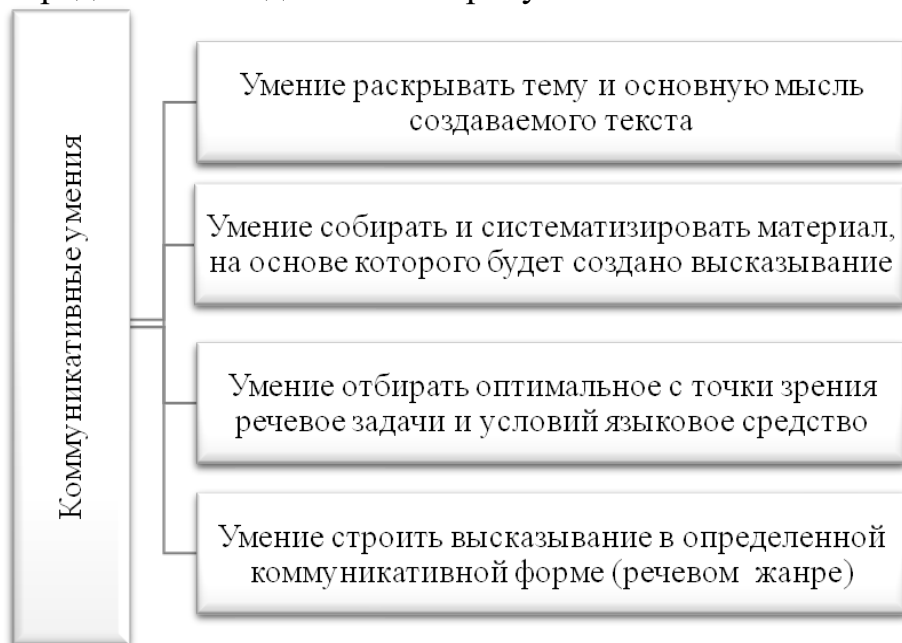 Коммуникативные умения
Умение раскрывать тему и основную мысль
создаваемого текста
Умение собирать и систематизировать материал,
на основе которого будет создано высказывание
Умение отбирать оптимальное с точки зрения
речевое задачи и условий языковое средство
Умение строить высказывание в определенной
коммуникативной форме (речевом жанре)